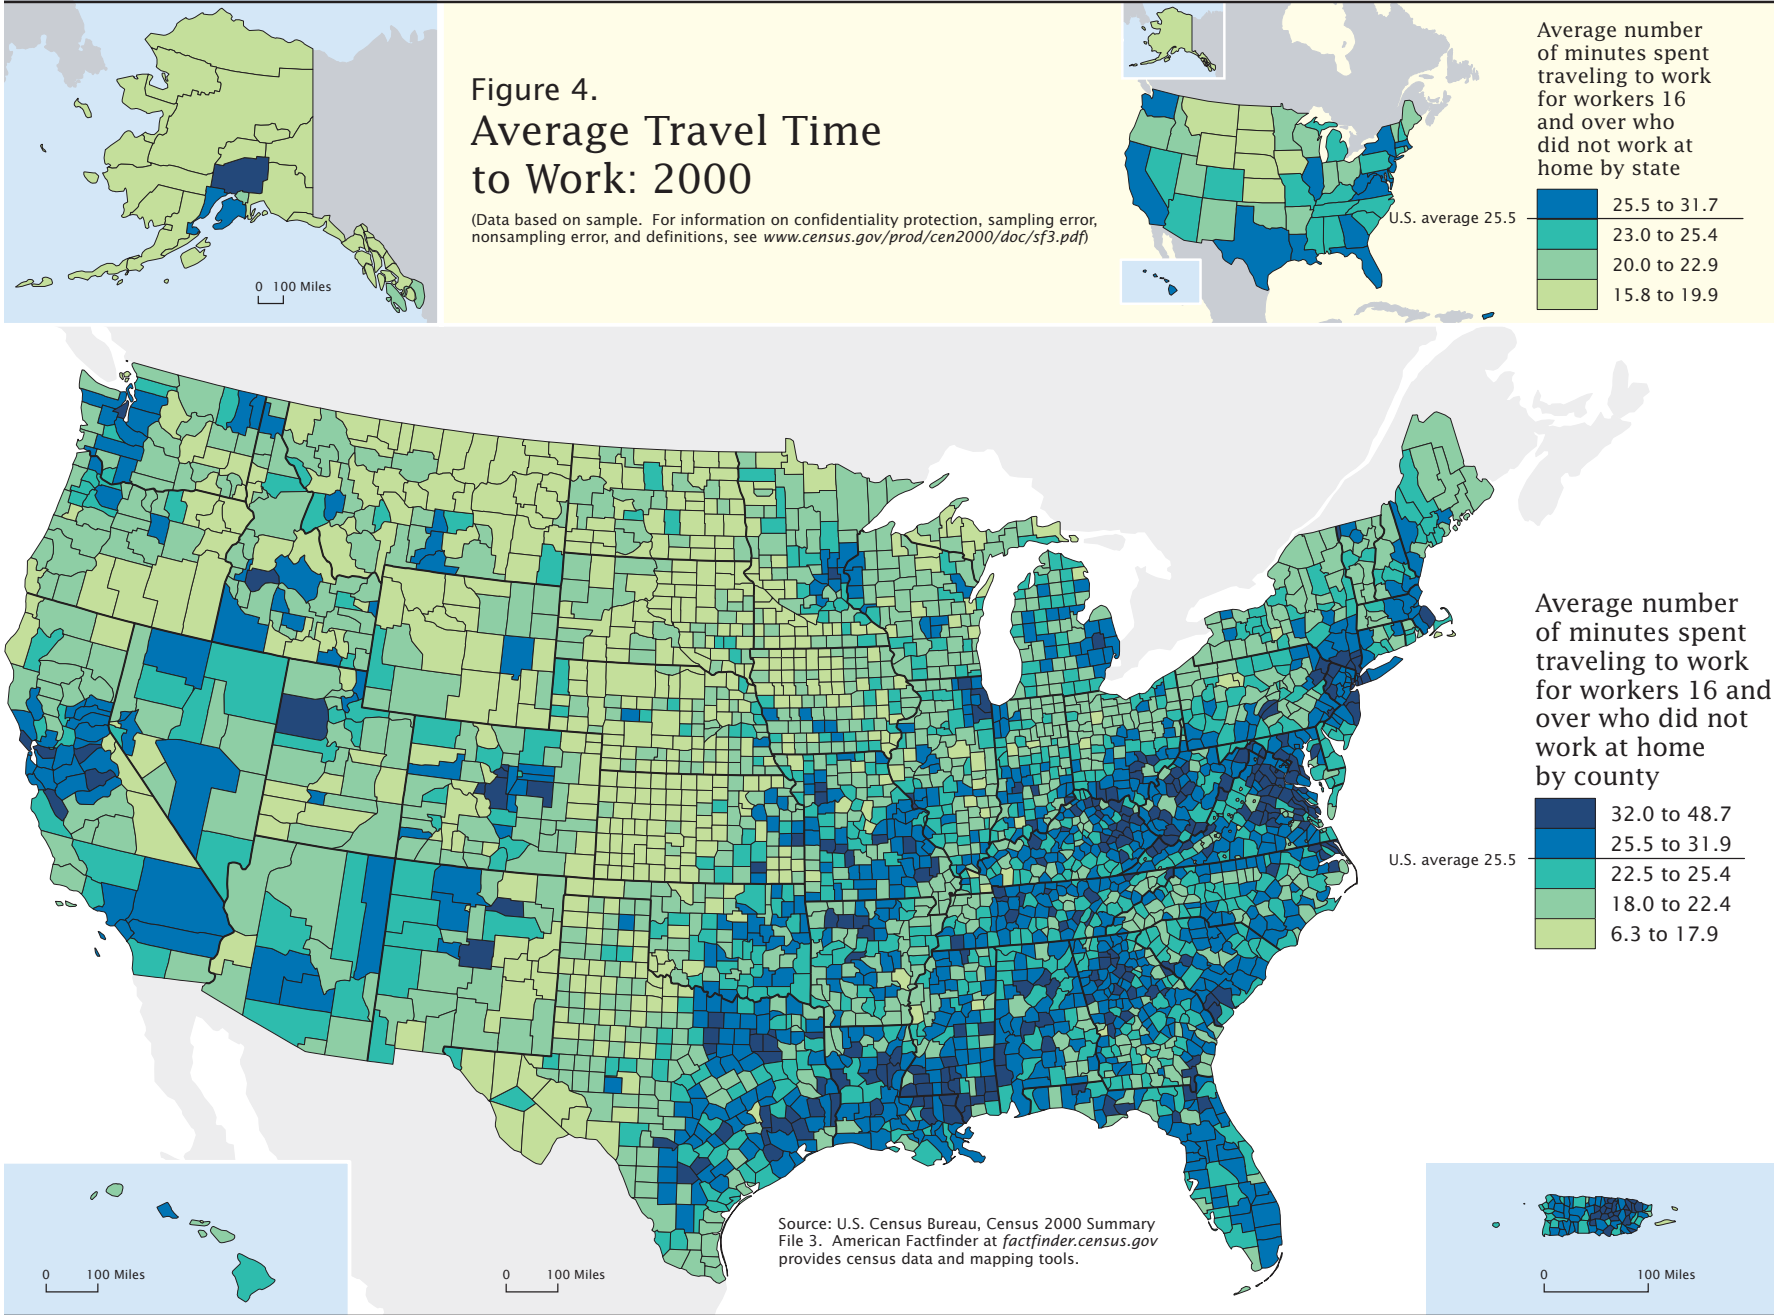 Figure 4.
Average Travel Time
to Work: 2000
(Data based on sample. For information on confidentiality protection, sampling error,
nonsampling error, and definitions, see www.census.gov/prod/cen2000/doc/sf3.pdf)
0 100 Miles
Average number
of minutes spent
traveling to work
for workers 16
and over who
did not work at
home by state
U.S. average 25.5
25.5 to 31.7
23.0 to 25.4
20.0 to 22.9
15.8 to 19.9
Average number
of minutes spent
traveling to work
for workers 16 and
over who did not
work at home
by county
32.0 to 48.7
25.5 to 31.9
U.S. average 25.5
22.5 to 25.4
18.0 to 22.4
6.3 to 17.9
Source: U.S. Census Bureau, Census 2000 Summary
File 3. American Factfinder at factfinder.census.gov
provides census data and mapping tools.
0 100 Miles
0 100 Miles
0 100 Miles